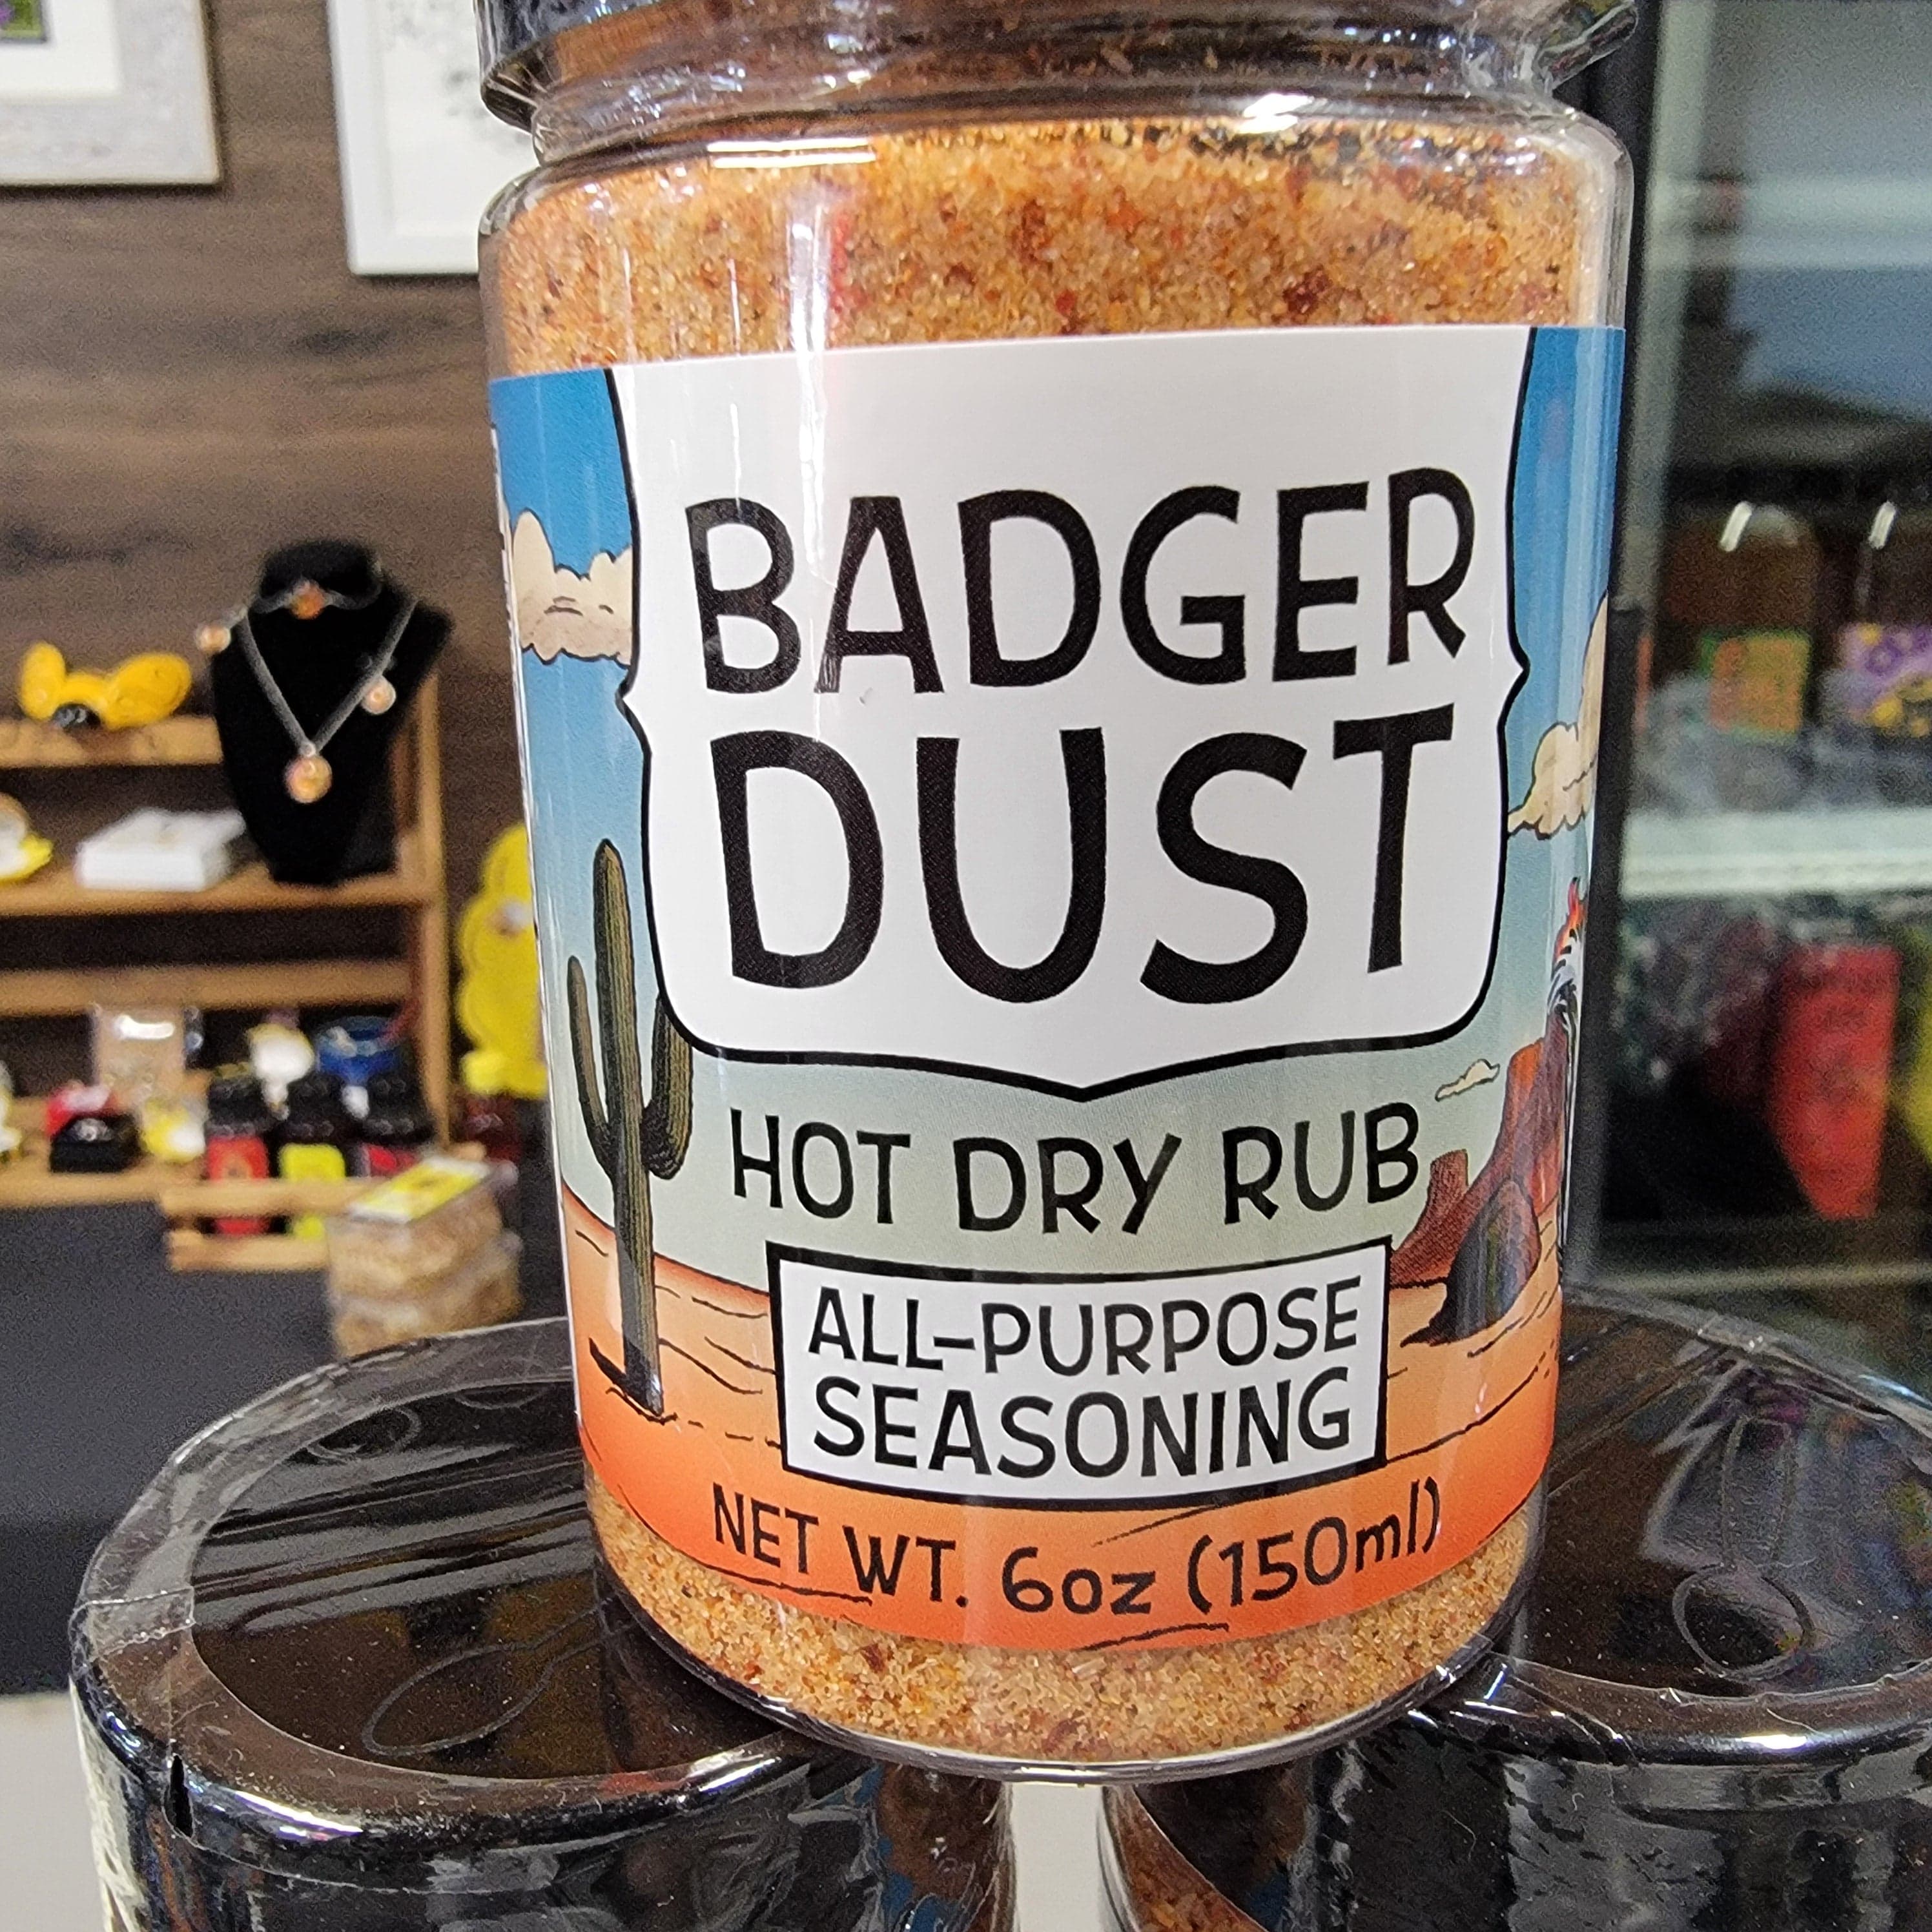 BADGER
DUST
HOT DRY RUB
ALL-PURPOSE
SEASONING
NET WT. 6oz (150ml)